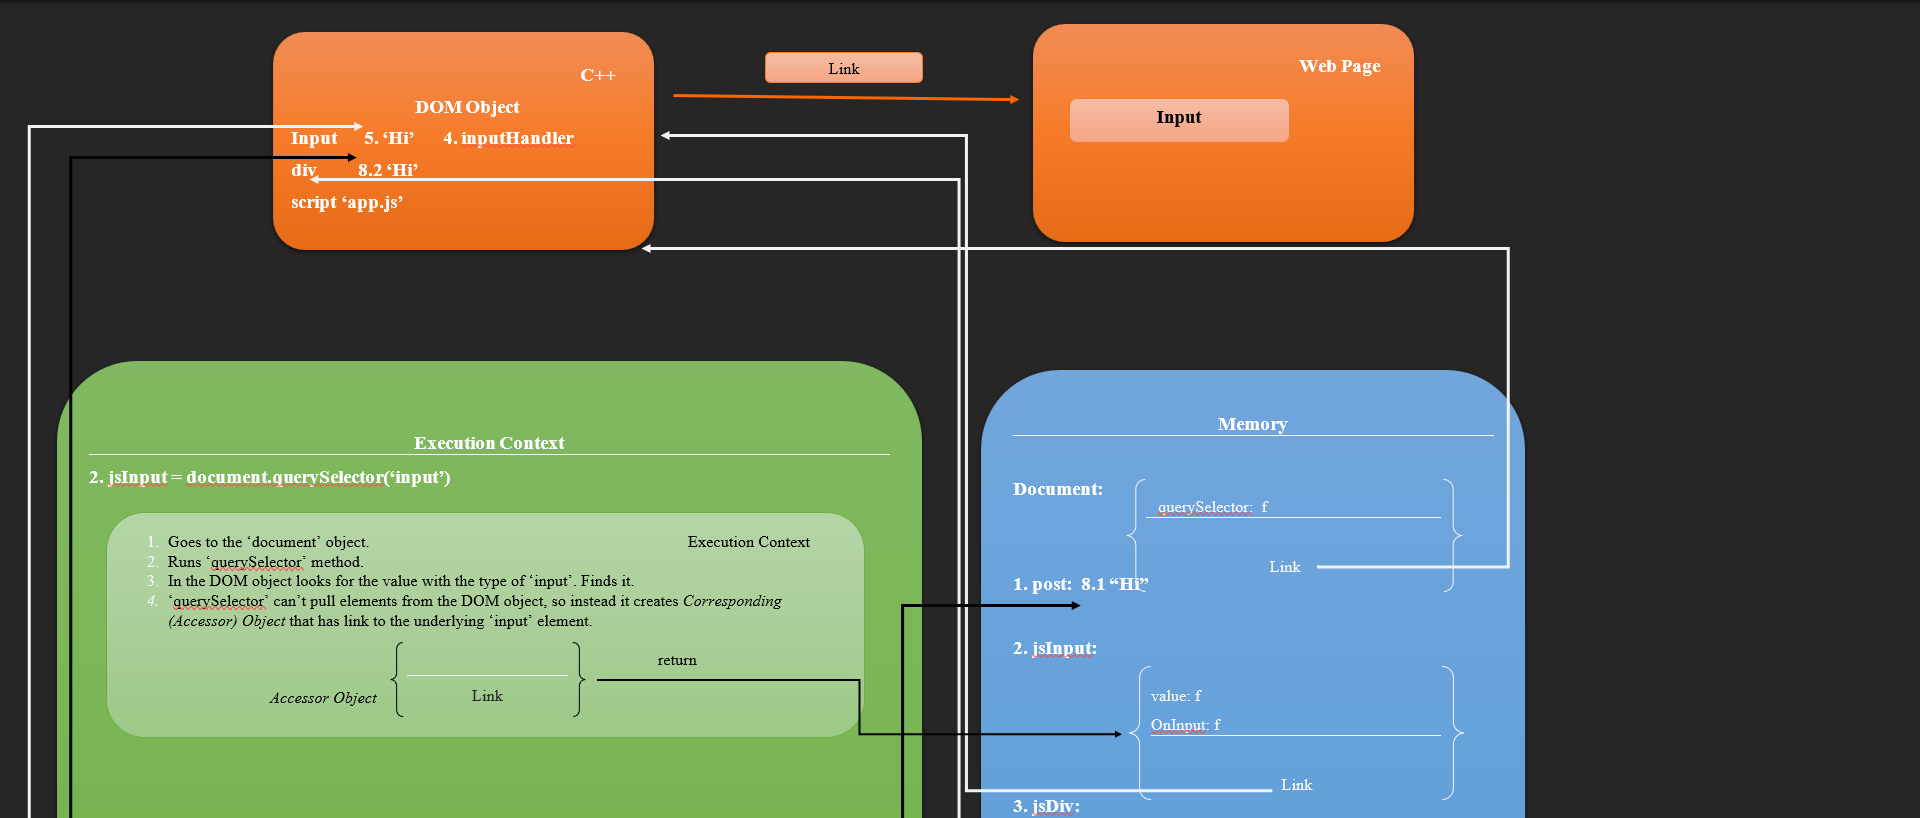 C++
DOM Object
Input 5. ‘Hi’ 4. inputHandler
div 8.2 ‘Hi’
script ‘app.js’
Link
Web Page
Input
Execution Context
2. jsInput = document.querySelector(‘input’)
Execution Context
1. Goes to the ‘document’ object.
2. Runs ‘querySelector’ method.
3. In the DOM object looks for the value with the type of ‘input’. Finds it.
4. ‘querySelector’ can’t pull elements from the DOM object, so instead it creates Corresponding
(Accessor) Object that has link to the underlying ‘input’ element.
return
Accessor Object
Link
Memory
Document:
querySelector: f
Link
1. post: 8.1 “Hi”
2. jsInput:
value: f
OnInput: f
Link
3. jsDiv: